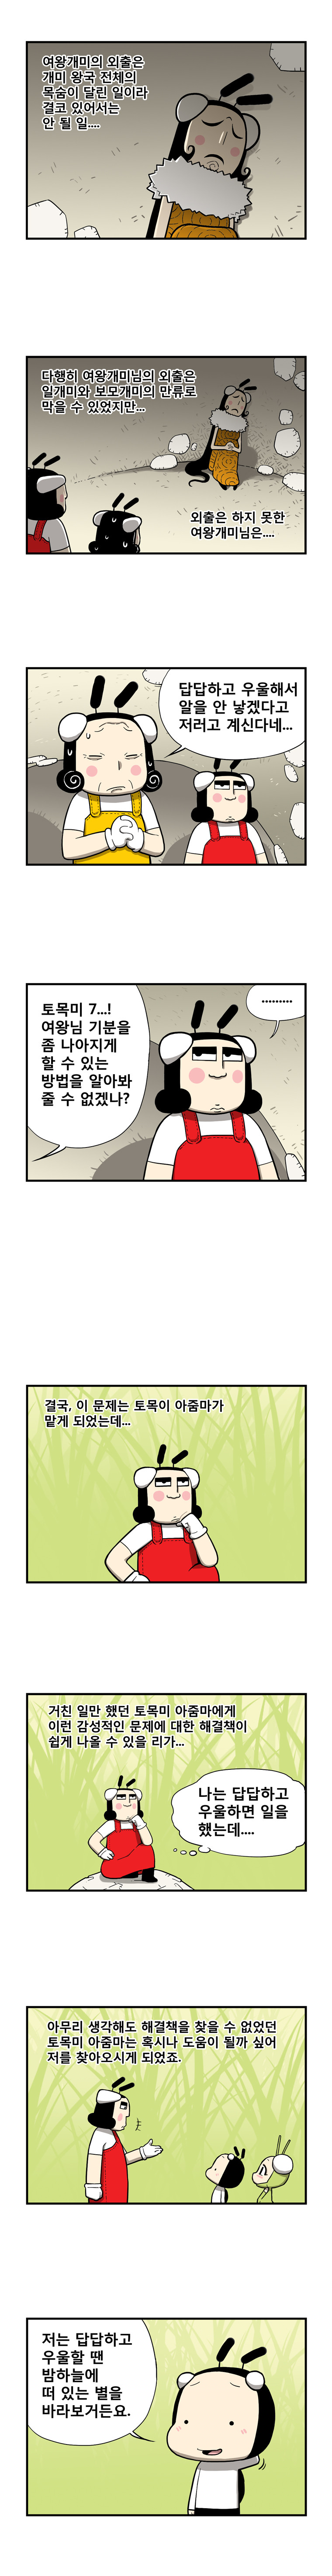 여왕개미의 외출은
개미 왕국 전체의
목숨이 달린 일이라
결코 있어서는
안 될 일....
다행히 여왕개미님의 외출은
일개미와 보모개미의 만류로
막을 수 있었지만...
외출은 하지 못한
여왕개미님은....
답답하고 우울해서
알을 안 낳겠다고
저러고 계신다네...
토목미 7...!
여왕님 기분을
좀 나아지게
할 수 있는
방법을 알아봐
줄 수 없겠나?
.........
결국, 이 문제는 토목이 아줌마가
맡게 되었는데...
거친 일만 했던 토목미 아줌마에게
이런 감성적인 문제에 대한 해결책이
쉽게 나올 수 있을 리가...
나는 답답하고
우울하면 일을
했는데....
아무리 생각해도 해결책을 찾을 수 없었던
토목미 아줌마는 혹시나 도움이 될까 싶어
저를 찾아오시게 되었죠.
저는 답답하고
우울할 땐
밤하늘에
떠 있는 별을
바라보거든요.